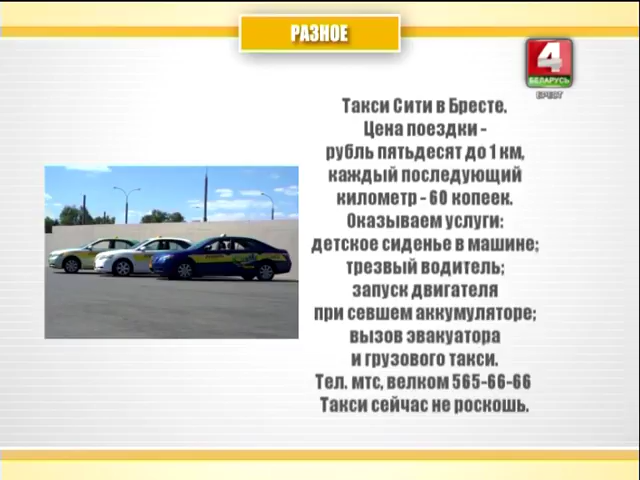 РАЗНОЕ
4
БЕЛАРУСЬ
БРЕСТ
Такси Сити в Бресте.
Цена поездки -
рубль пятьдесят до 1 км,
каждый последующий
километр - 60 копеек.
Оказываем услуги:
детское сиденье в машине;
трезвый водитель;
запуск двигателя
при севшем аккумуляторе;
вызов эвакуатора
и грузового такси.
Тел. мтс, велком 565-66-66
Такси сейчас не роскошь.